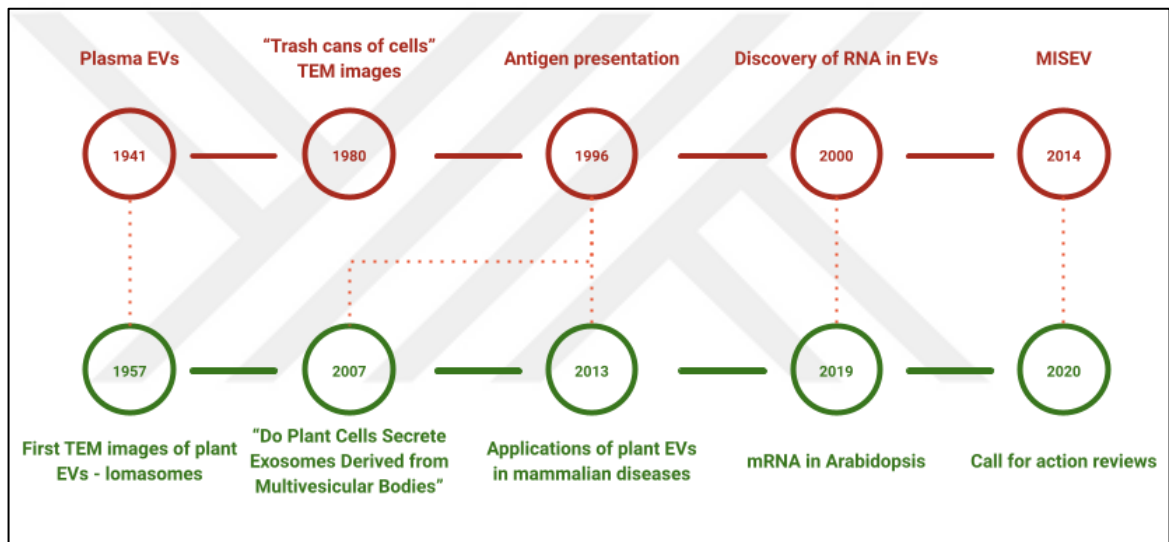 Plasma EVs
“Trash cans of cells”
TEM images
Antigen presentation
Discovery of RNA in EVs
MISEV
1941
1980
1996
2000
2014
1957
2007
2013
2019
2020
First TEM images of plant
EVs - lomasomes
“Do Plant Cells Secrete
Exosomes Derived from
Multivesicular Bodies”
Applications of plant EVs
in mammalian diseases
mRNA in Arabidopsis
Call for action reviews